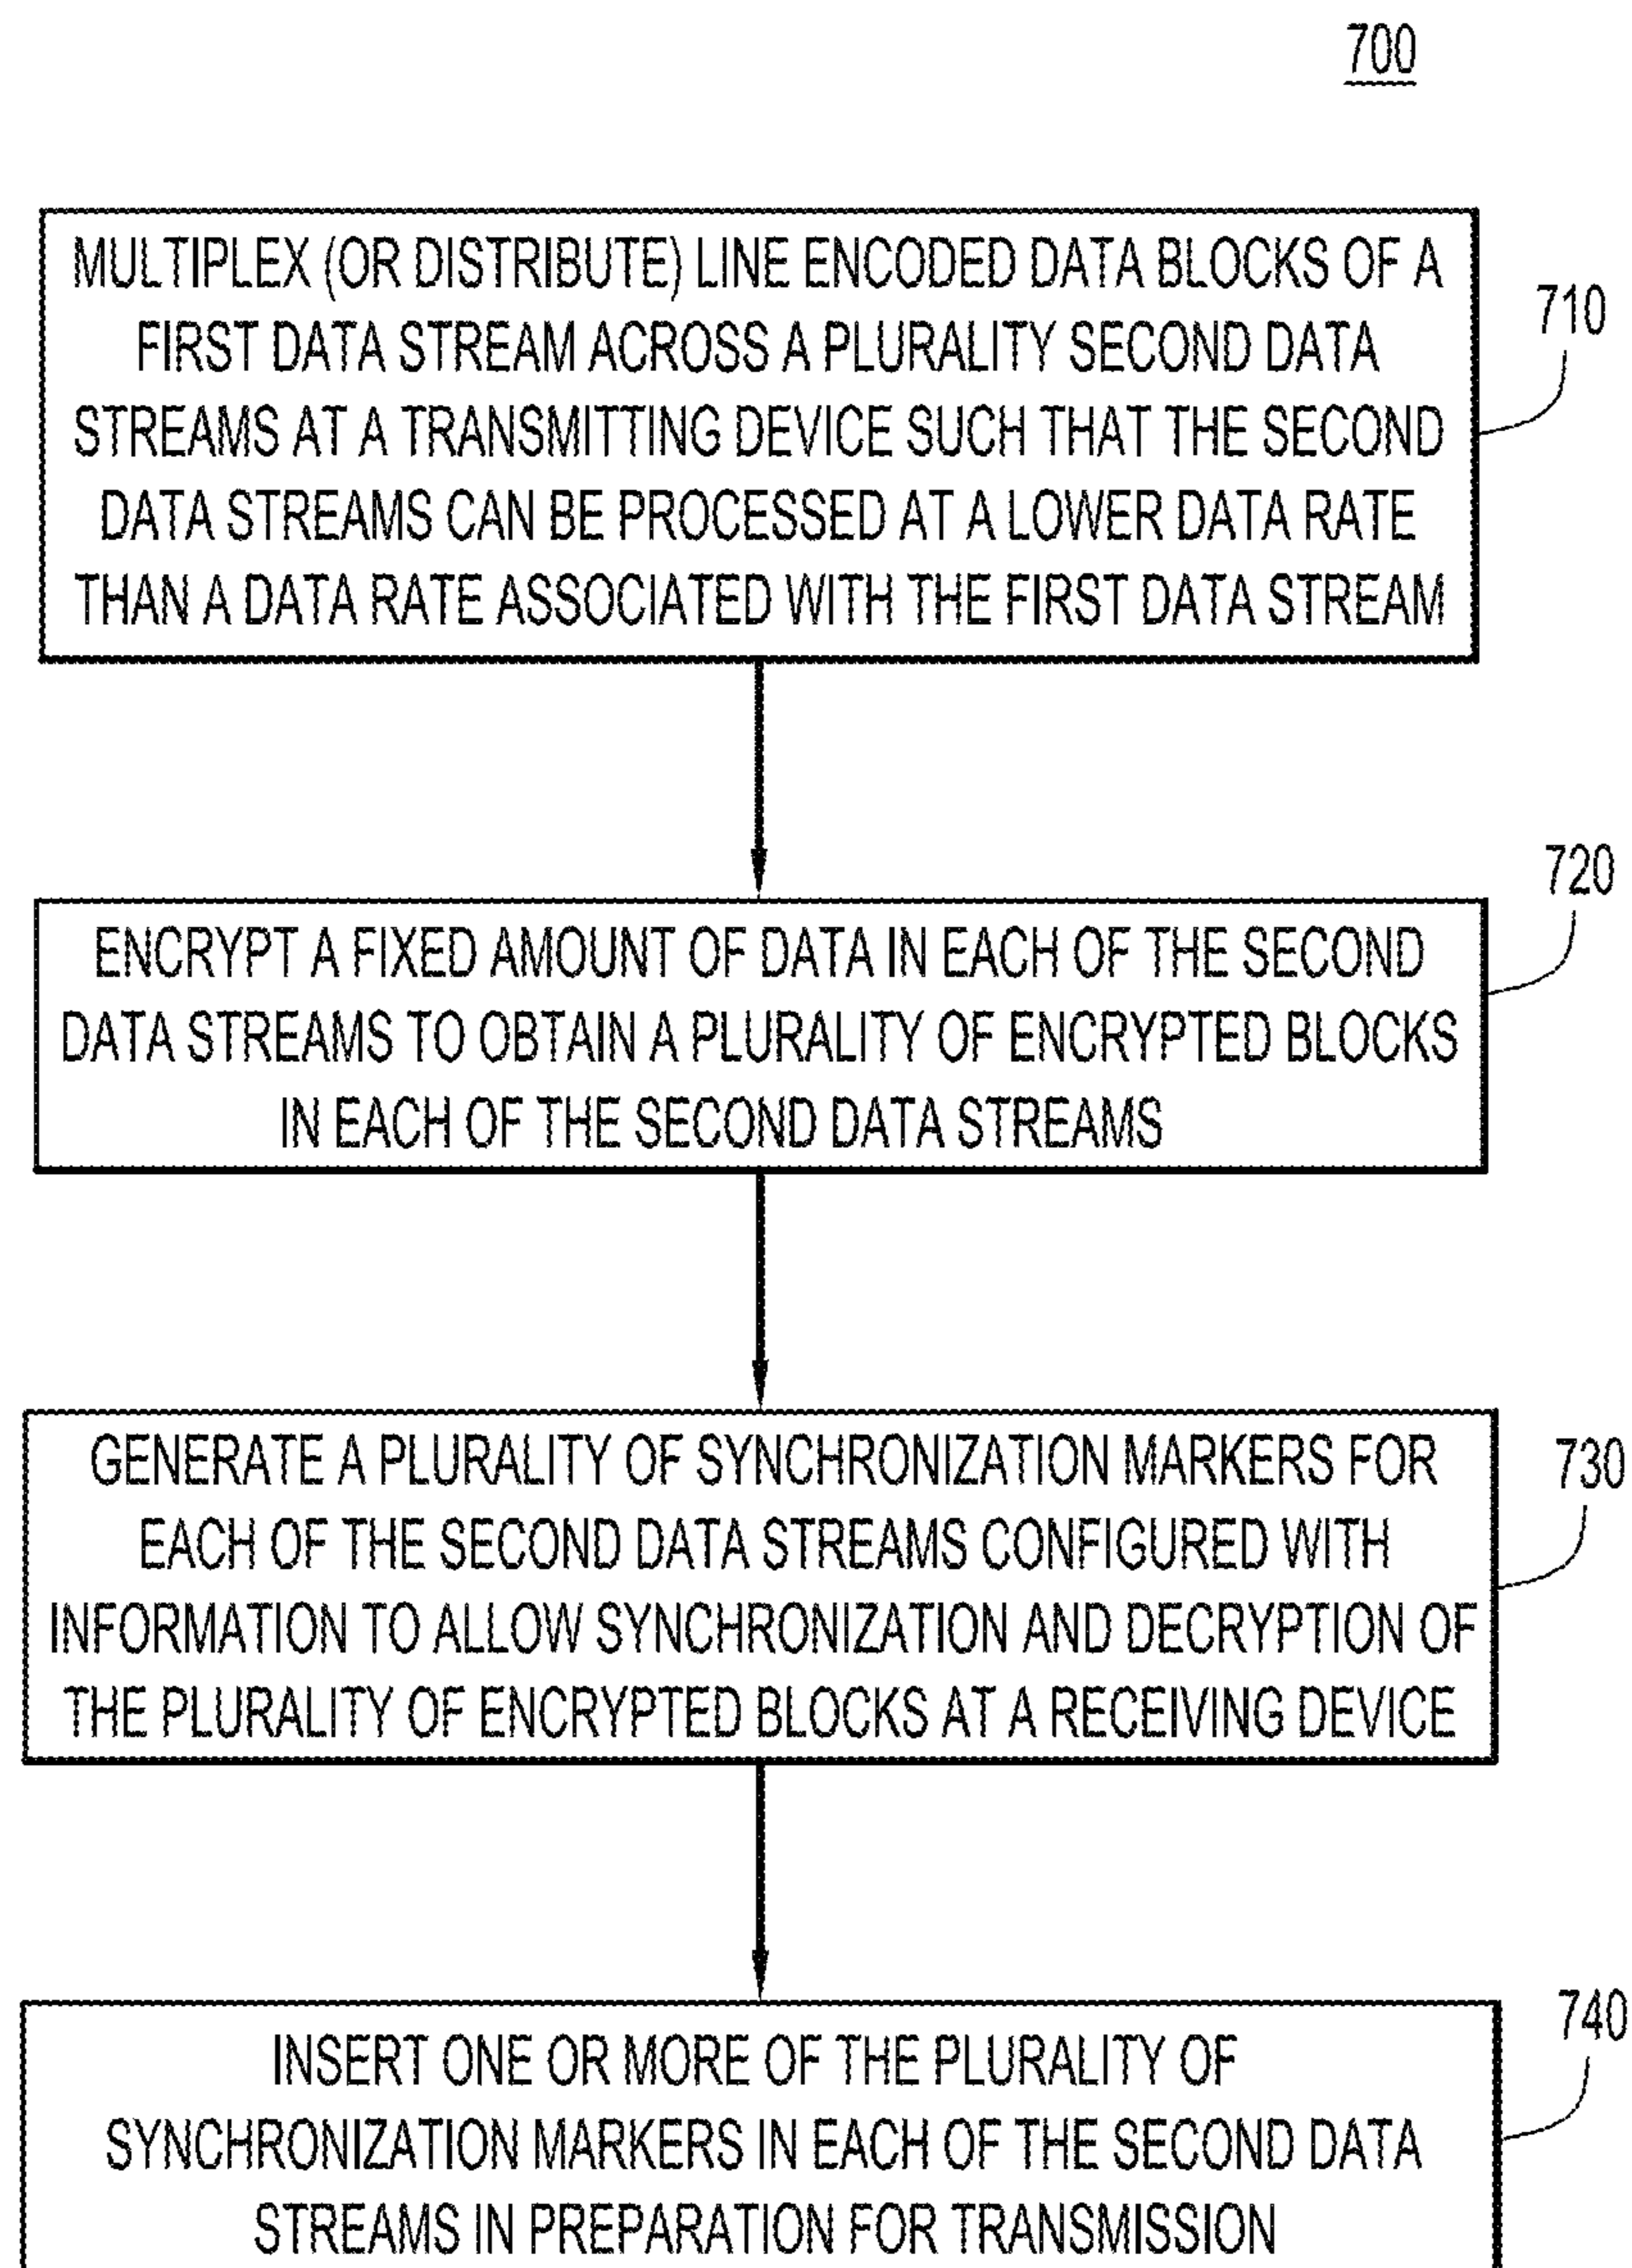 700
MULTIPLEX (OR DISTRIBUTE) LINE ENCODED DATA BLOCKS OF A
FIRST DATA STREAM ACROSS A PLURALITY SECOND DATA
STREAMS AT A TRANSMITTING DEVICE SUCH THAT THE SECOND
DATA STREAMS CAN BE PROCESSED AT A LOWER DATA RATE
THAN A DATA RATE ASSOCIATED WITH THE FIRST DATA STREAM
710
ENCRYPT A FIXED AMOUNT OF DATA IN EACH OF THE SECOND
DATA STREAMS TO OBTAIN A PLURALITY OF ENCRYPTED BLOCKS
IN EACH OF THE SECOND DATA STREAMS
720
GENERATE A PLURALITY OF SYNCHRONIZATION MARKERS FOR
EACH OF THE SECOND DATA STREAMS CONFIGURED WITH
INFORMATION TO ALLOW SYNCHRONIZATION AND DECRYPTION OF
THE PLURALITY OF ENCRYPTED BLOCKS AT A RECEIVING DEVICE
730
INSERT ONE OR MORE OF THE PLURALITY OF
SYNCHRONIZATION MARKERS IN EACH OF THE SECOND DATA
STREAMS IN PREPARATION FOR TRANSMISSION
740